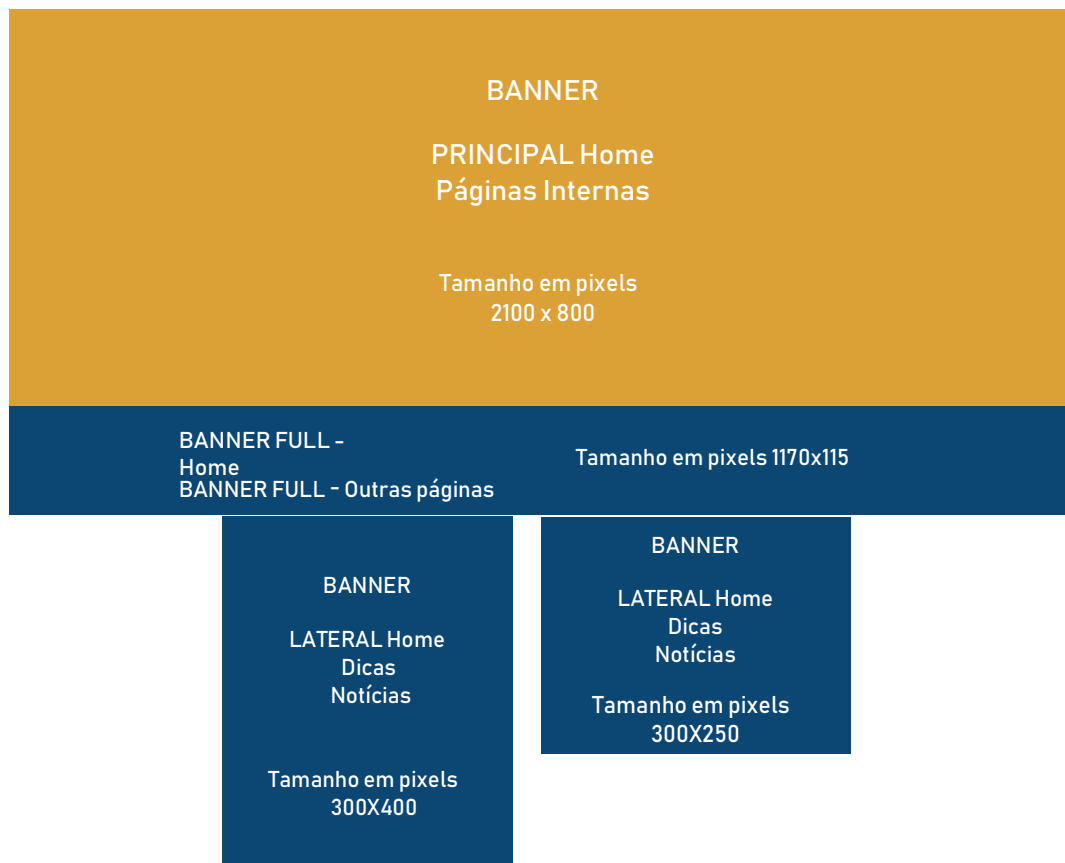 BANNER
PRINCIPAL Home
Páginas Internas
Tamanho em pixels
2100 x 800
BANNER FULL -
Home
BANNER FULL - Outras páginas
Tamanho em pixels 1170x115
BANNER
LATERAL Home
Dicas
Notícias
Tamanho em pixels
300X400
BANNER
LATERAL Home
Dicas
Notícias
Tamanho em pixels
300X250